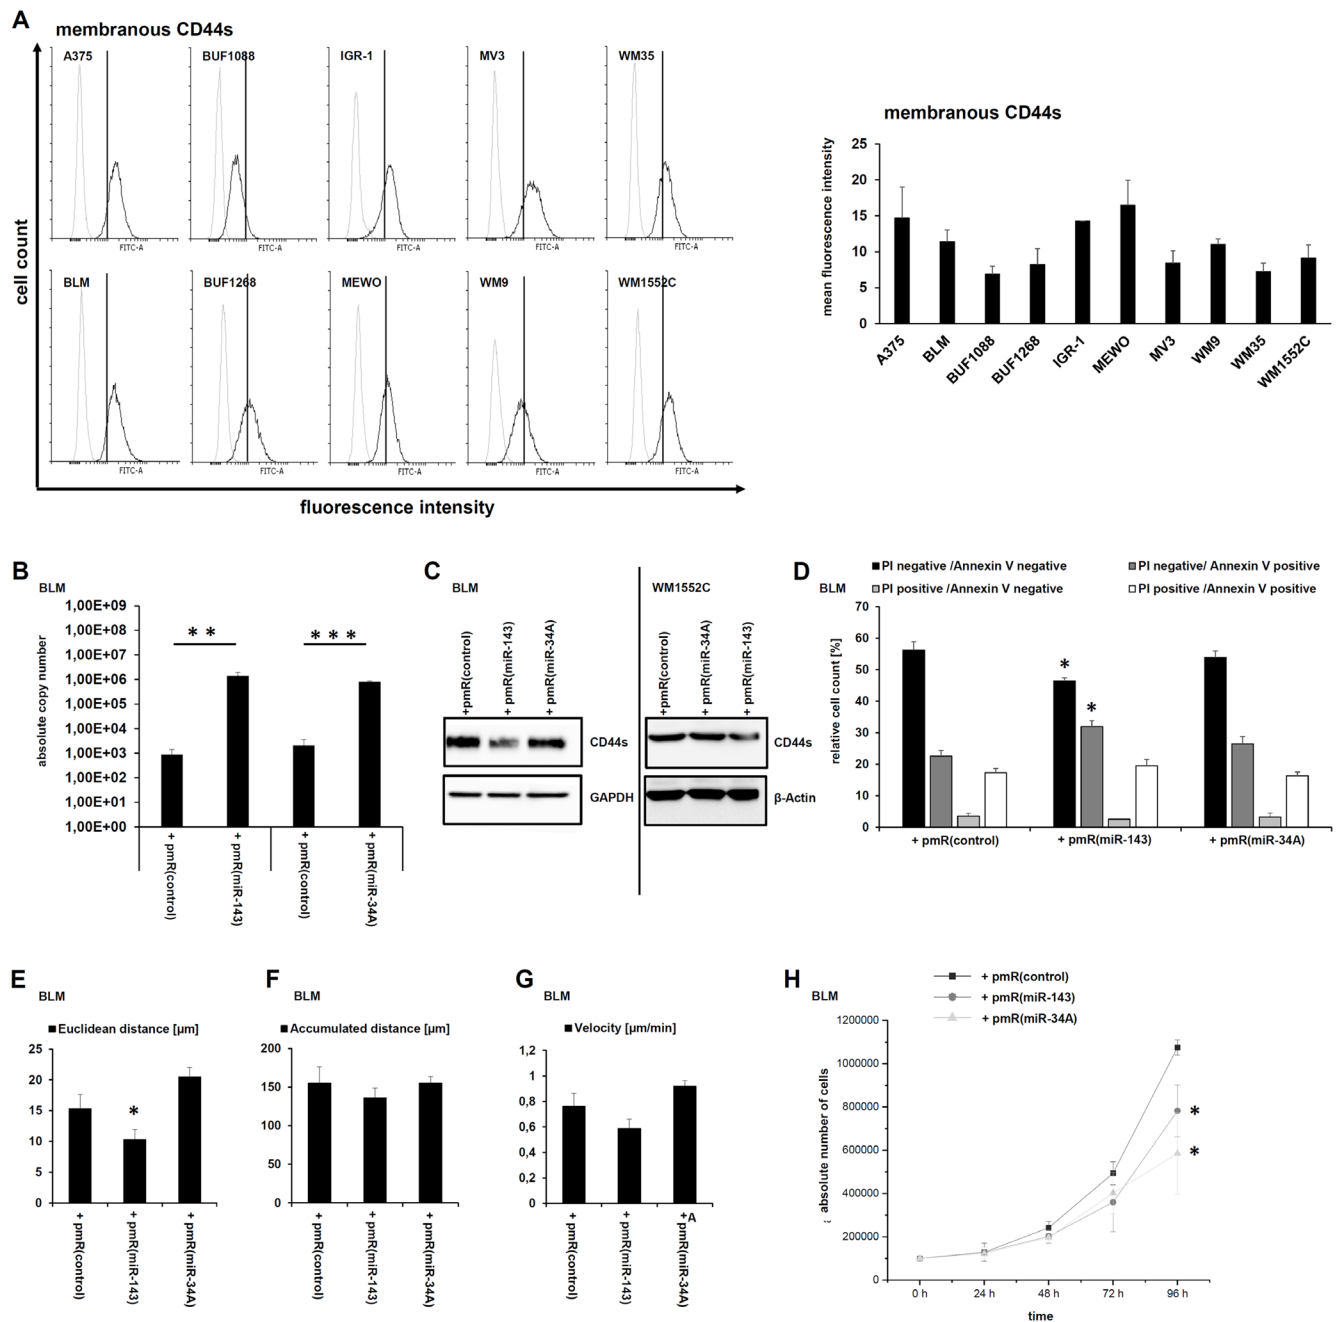 A
membranous CD44s
A375
BUF1088
IGR-1
MV3
WM35
FITC-A
FITC-A
FITC-A
FITC-A
FITC-A
BLM
BUF1268
MEWO
WM9
WM1552C
FITC-A
FITC-A
FITC-A
FITC-A
FITC-A
cell count
fluorescence intensity
membranous CD44s
mean fluorescence intensity
25
20
15
10
5
0
A375
BLM
BUF1088
BUF1268
IGR-1
MEWO
MV3
WM9
WM35
WM1552C
B
BLM
absolute copy number
1,00E+09
1,00E+08
1,00E+07
1,00E+06
1,00E+05
1,00E+04
1,00E+03
1,00E+02
1,00E+01
1,00E+00
* *
* * *
+ pmR(control)
+ pmR(miR-143)
+ pmR(control)
+ pmR(miR-34A)
C
BLM
WM1552C
+pmR(control)
+ pmR(miR-143)
+ pmR(miR-34A)
+ pmR(control)
+ pmR(miR-34A)
+ pmR(miR-143)
CD44s
GAPDH
CD44s
β-Actin
D
BLM
PI negative /Annexin V negative
PI negative/ Annexin V positive
PI positive /Annexin V negative
PI positive /Annexin V positive
relative cell count [%]
70
60
50
40
30
20
10
0
*
*
+ pmR(control)
+ pmR(miR-143)
+ pmR(miR-34A)
E
BLM
Euclidean distance [µm]
25
20
15
10
5
0
*
+ pmR(control)
+ pmR(miR-143)
+ pmR(miR-34A)
F
BLM
Accumulated distance [µm]
200
150
100
50
0
+ pmR(control)
+ pmR(miR-143)
+ pmR(miR-34A)
G
BLM
Velocity [µm/min]
1,2
1
0,8
0,6
0,4
0,2
0
+ pmR(control)
+ pmR(miR-143)
+ pmR(miR-34A)
A
H
BLM
+ pmR(control)
+ pmR(miR-143)
+ pmR(miR-34A)
absolute number of cells
1200000
1000000
800000
600000
400000
200000
0
*
*
0 h
24 h
48 h
72 h
96 h
time